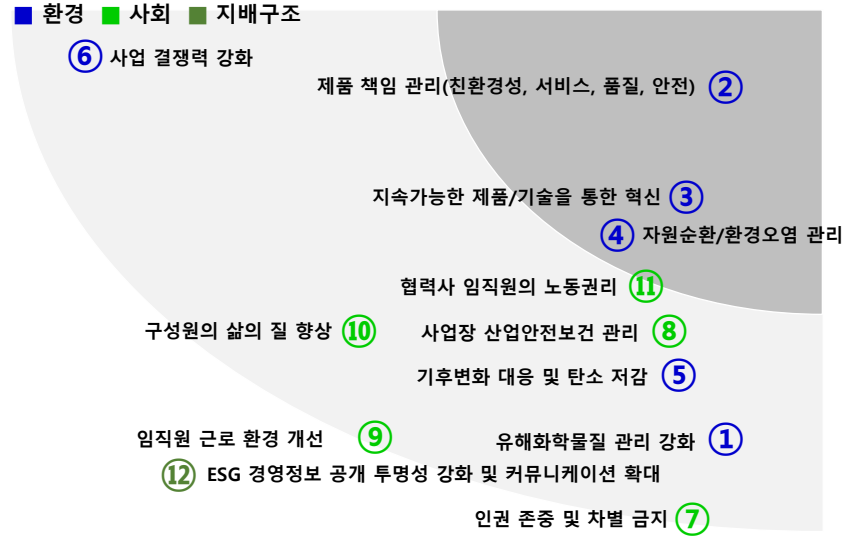 ■ 환경 ■ 사회 ■ 지배구조
⑥ 사업 결쟁력 강화
제품 책임 관리(친환경성, 서비스, 품질, 안전) ②
지속가능한 제품/기술을 통한 혁신 ③
④ 자원순환/환경오염 관리
협력사 임직원의 노동권리 ⑪
구성원의 삶의 질 향상 ⑩
사업장 산업안전보건 관리 ⑧
기후변화 대응 및 탄소 저감 ⑤
임직원 근로 환경 개선 ⑨
유해화학물질 관리 강화 ①
⑫ ESG 경영정보 공개 투명성 강화 및 커뮤니케이션 확대
인권 존중 및 차별 금지 ⑦